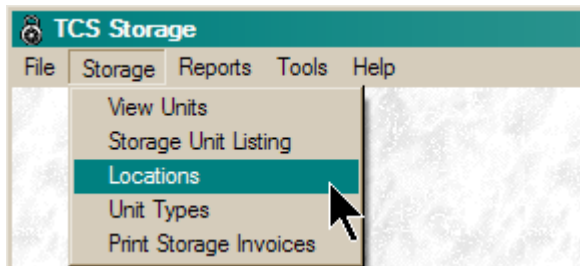 TCS Storage
File Storage Reports Tools Help
View Units
Storage Unit Listing
Locations
Unit Types
Print Storage Invoices